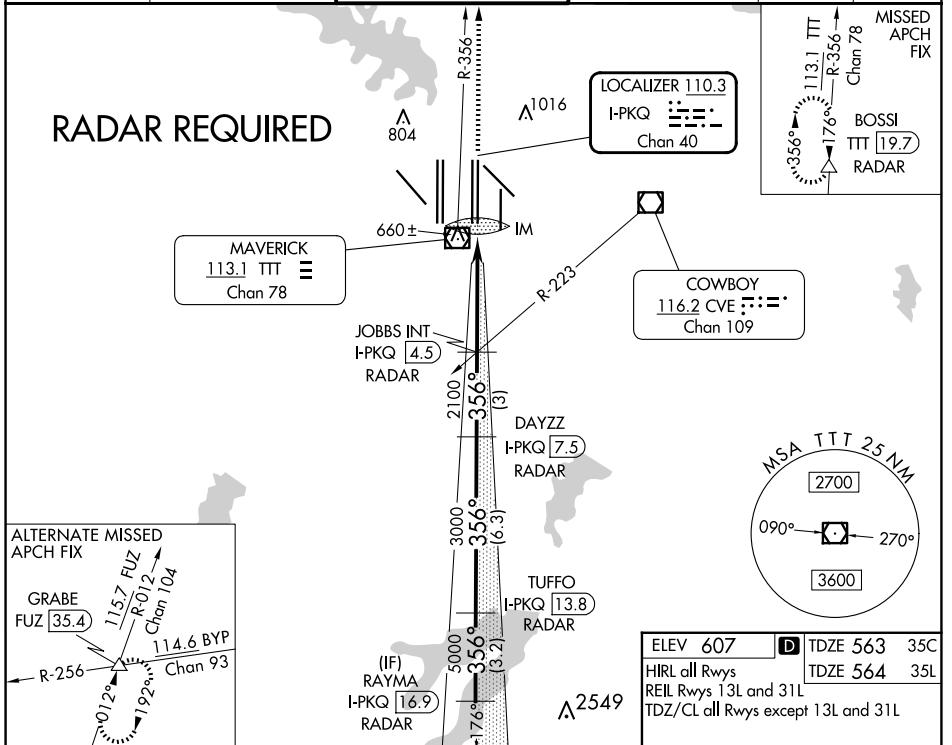 RADAR REQUIRED
804
1016
R-356
LOCALIZER 110.3
I-PKQ
Chan 40
MISSED
APCH
FIX
113.1 TTT
R-356
Chan 78
356°
176°
BOSSI
TTT 19.7
RADAR
660±
IM
MAVERICK
113.1 TTT
Chan 78
R-223
COWBOY
116.2 CVE
Chan 109
JOBBS INT
I-PKQ 4.5
RADAR
2100
356°
(3)
DAYZZ
I-PKQ 7.5
RADAR
3000
356°
(6.3)
TUFFO
I-PKQ 13.8
RADAR
5000
356°
(3.2)
(IF)
RAYMA
I-PKQ 16.9
RADAR
176°
2549
MSA TTT 25 NM
2700
090°
270°
3600
ALTERNATE MISSED
APCH FIX
GRABE
FUZ 35.4
115.7 FUZ
R-012
Chan 104
114.6 BYP
Chan 93
R-256
012°
192°
ELEV 607 D TDZE 563 35C
TDZE 564 35L
HIRL all Rwys
REIL Rwys 13L and 31L
TDZ/CL all Rwys except 13L and 31L